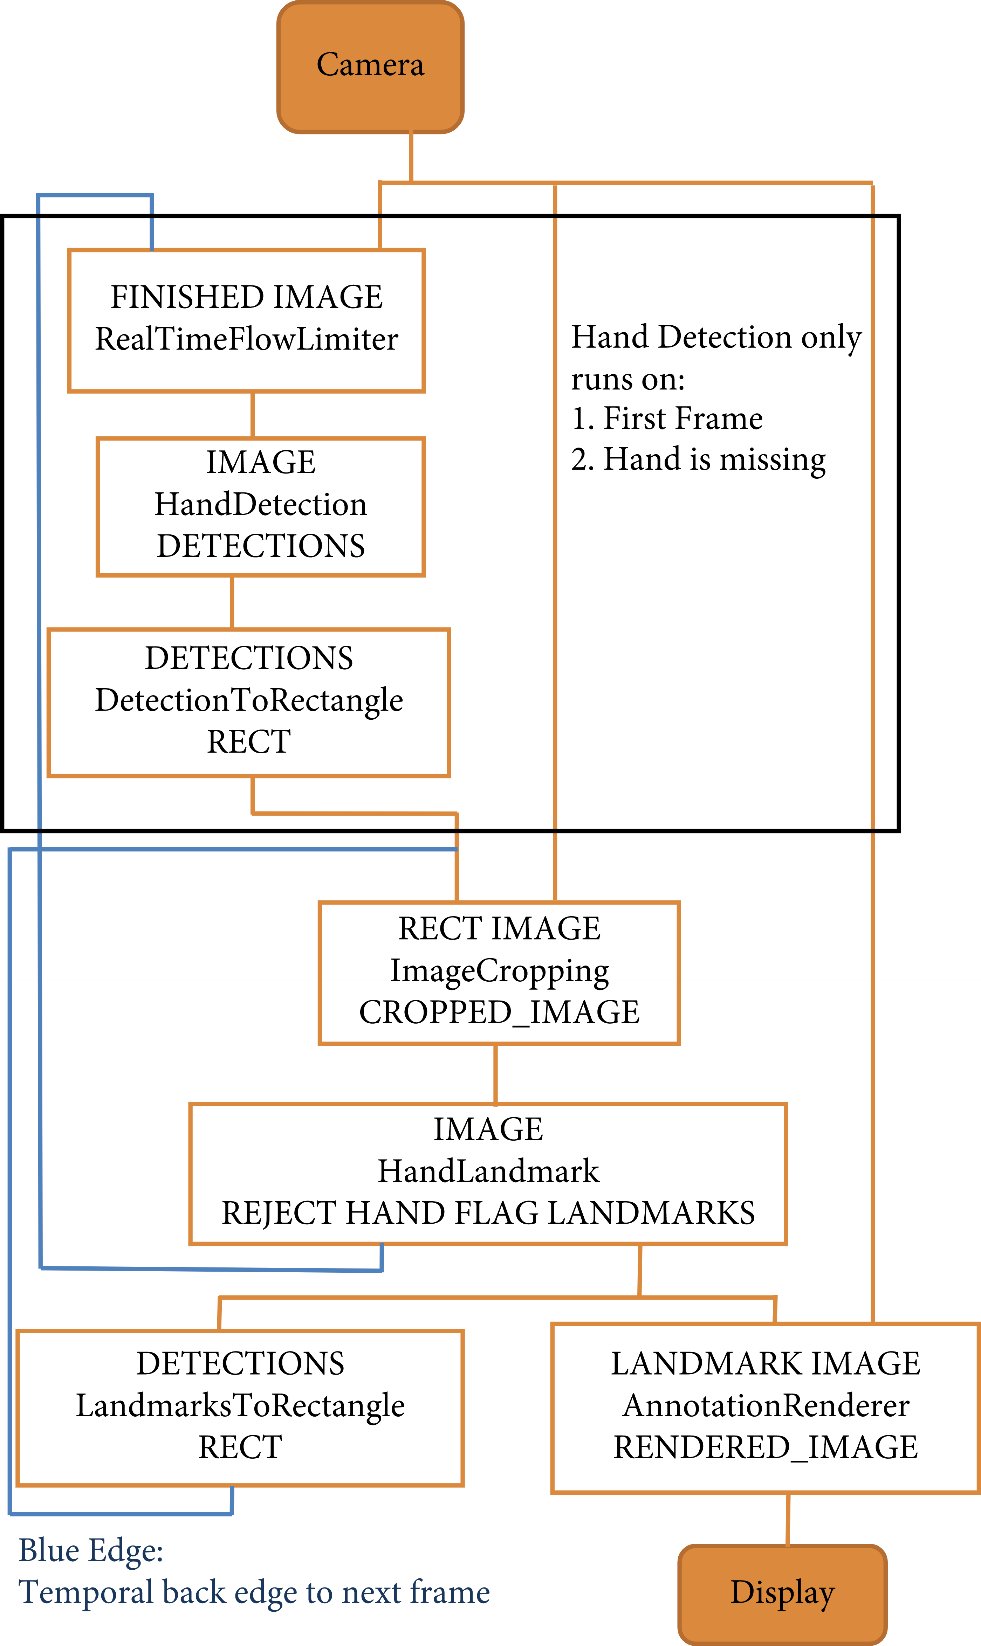 Camera
FINISHED IMAGE
RealTimeFlowLimiter
Hand Detection only
runs on:
1. First Frame
2. Hand is missing
IMAGE
HandDetection
DETECTIONS
DETECTIONS
DetectionToRectangle
RECT
RECT IMAGE
ImageCropping
CROPPED_IMAGE
IMAGE
HandLandmark
REJECT HAND FLAG LANDMARKS
DETECTIONS
LandmarksToRectangle
RECT
LANDMARK IMAGE
AnnotationRenderer
RENDERED_IMAGE
Blue Edge:
Temporal back edge to next frame
Display